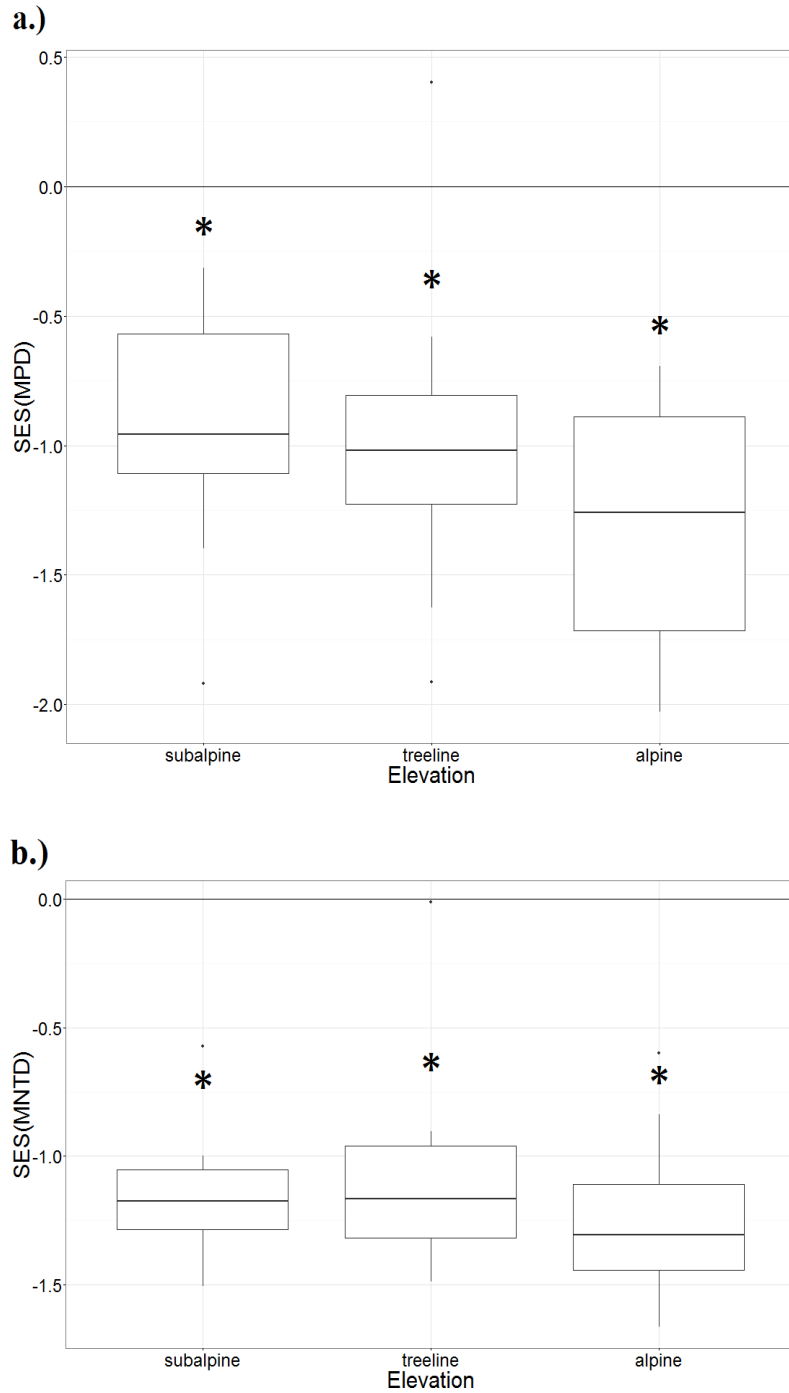 a.)
0.5
0.0
-0.5
-1.0
-1.5
-2.0
SES(MPD)
*
*
*
subalpine treeline alpine
Elevation
b.)
0.0
-0.5
-1.0
-1.5
SES(MNTD)
*
*
*
subalpine treeline alpine
Elevation